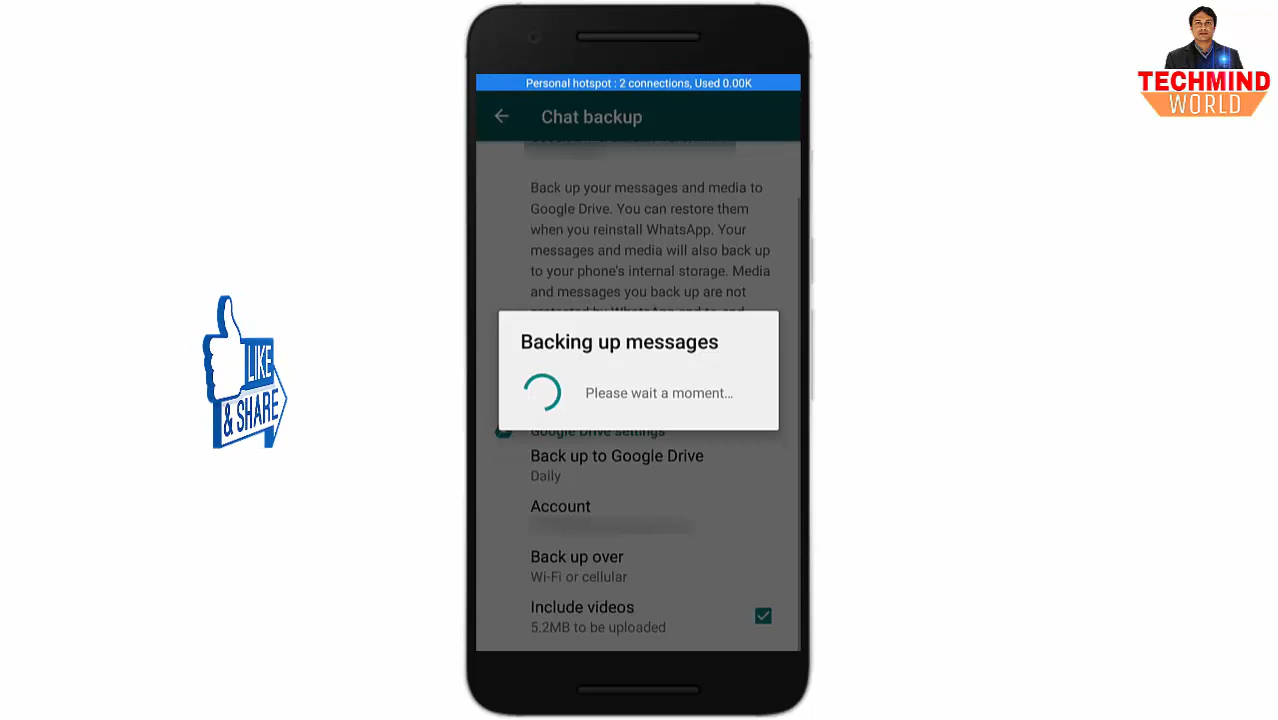 Personal hotspot : 2 connections, Used 0.00K
Chat backup
Back up your messages and media to
Google Drive. You can restore them
when you reinstall WhatsApp. Your
messages and media will also back up
to your phone's internal storage. Media
and messages you back up are not
Backing up messages
Please wait a moment...
Google Drive settings
Back up to Google Drive
Daily
Account
Back up over
Wi-Fi or cellular
Include videos
5.2MB to be uploaded
LIKE
& SHARE
TECHMIND
WORLD